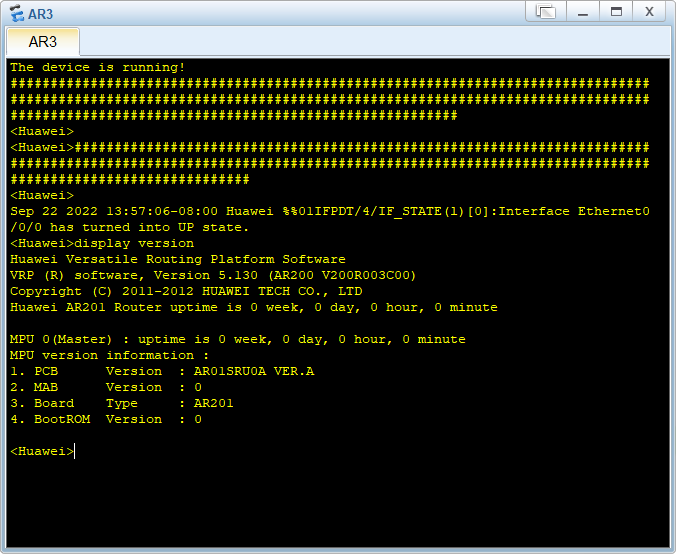 AR3
AR3
The device is running!
################################################################################
################################################################################
########################################################
<Huawei>
<Huawei>########################################################################
################################################################################
##############################
<Huawei>
Sep 22 2022 13:57:06-08:00 Huawei %%01IFPDT/4/IF_STATE(l)[0]:Interface Ethernet0
/0/0 has turned into UP state.
<Huawei>display version
Huawei Versatile Routing Platform Software
VRP (R) software, Version 5.130 (AR200 V200R003C00)
Copyright (C) 2011-2012 HUAWEI TECH CO., LTD
Huawei AR201 Router uptime is 0 week, 0 day, 0 hour, 0 minute
MPU 0(Master) : uptime is 0 week, 0 day, 0 hour, 0 minute
MPU version information :
1. PCB      Version  : AR01SRU0A VER.A
2. MAB      Version  : 0
3. Board    Type     : AR201
4. BootROM  Version  : 0
<Huawei>